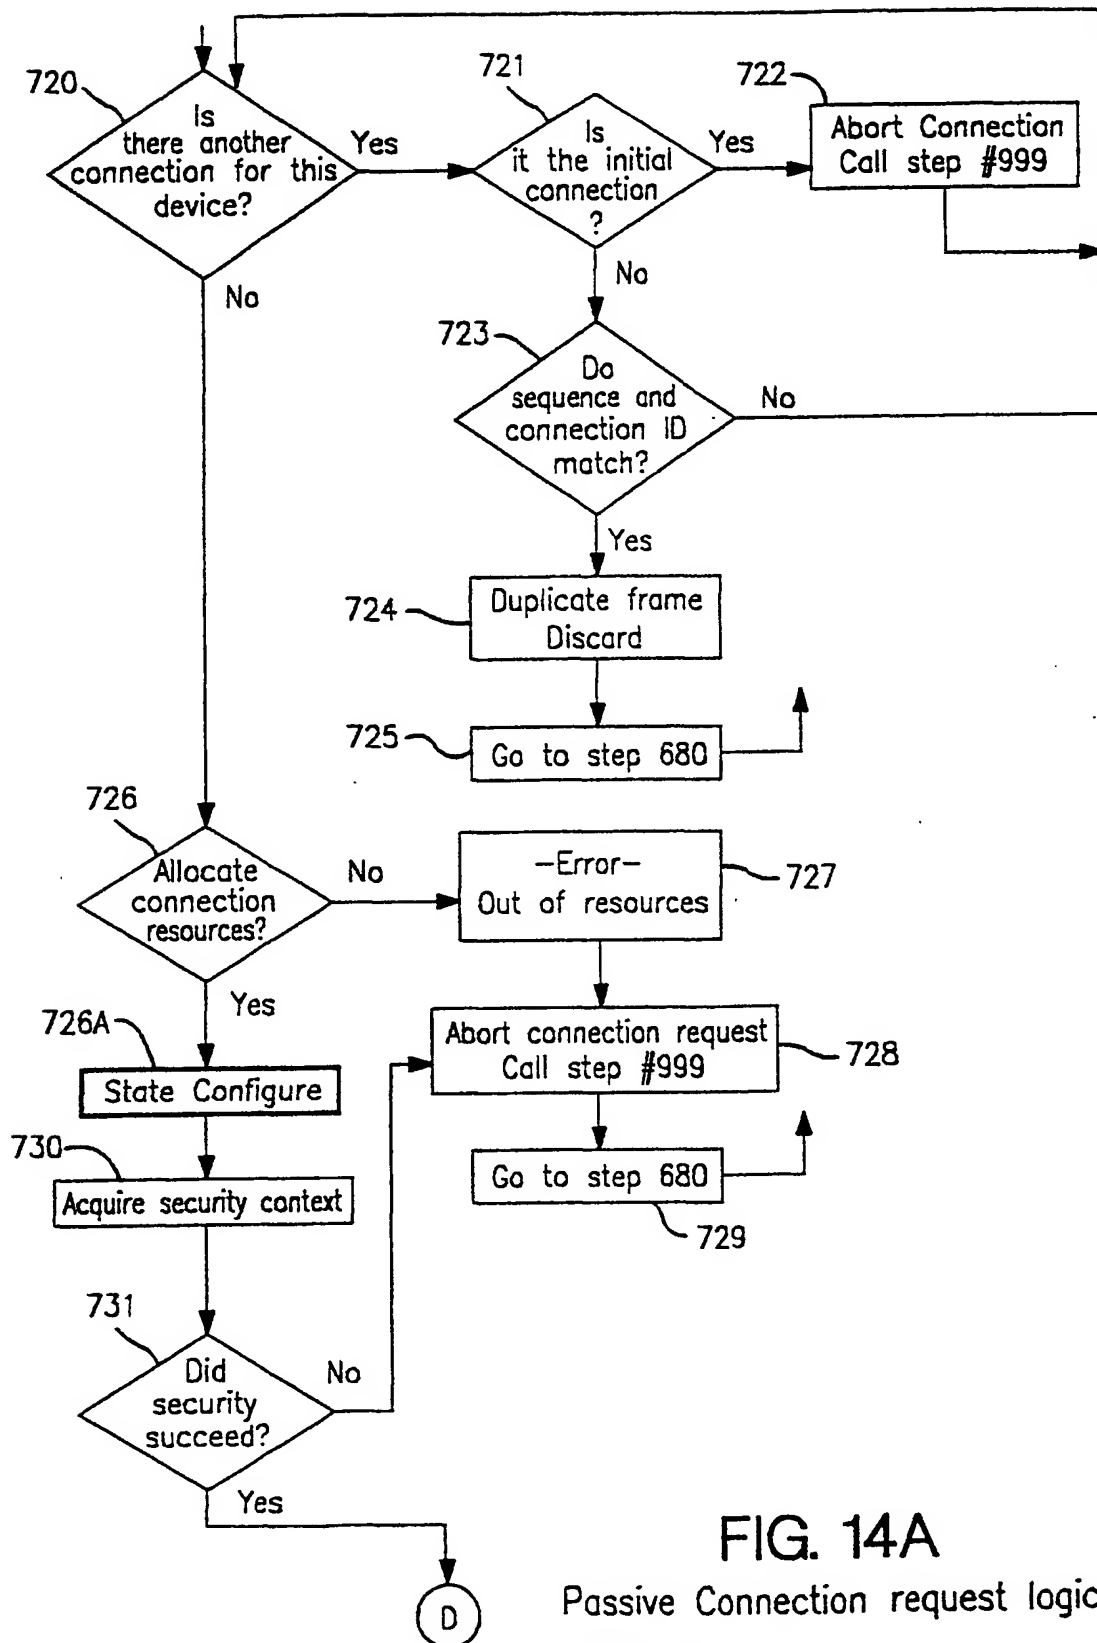 720
Is
there another
connection for this
device?
Yes
No
721
Is
it the initial
connection
?
Yes
No
722
Abort Connection
Call step #999
723
Do
sequence and
connection ID
match?
No
Yes
724
Duplicate frame
Discard
725
Go to step 680
726
Allocate
connection
resources?
No
Yes
-Error-
Out of resources
727
726A
State Configure
Abort connection request
Call step #999
728
730
Acquire security context
Go to step 680
729
731
Did
security
succeed?
No
Yes
D
FIG. 14A
Passive Connection request logic